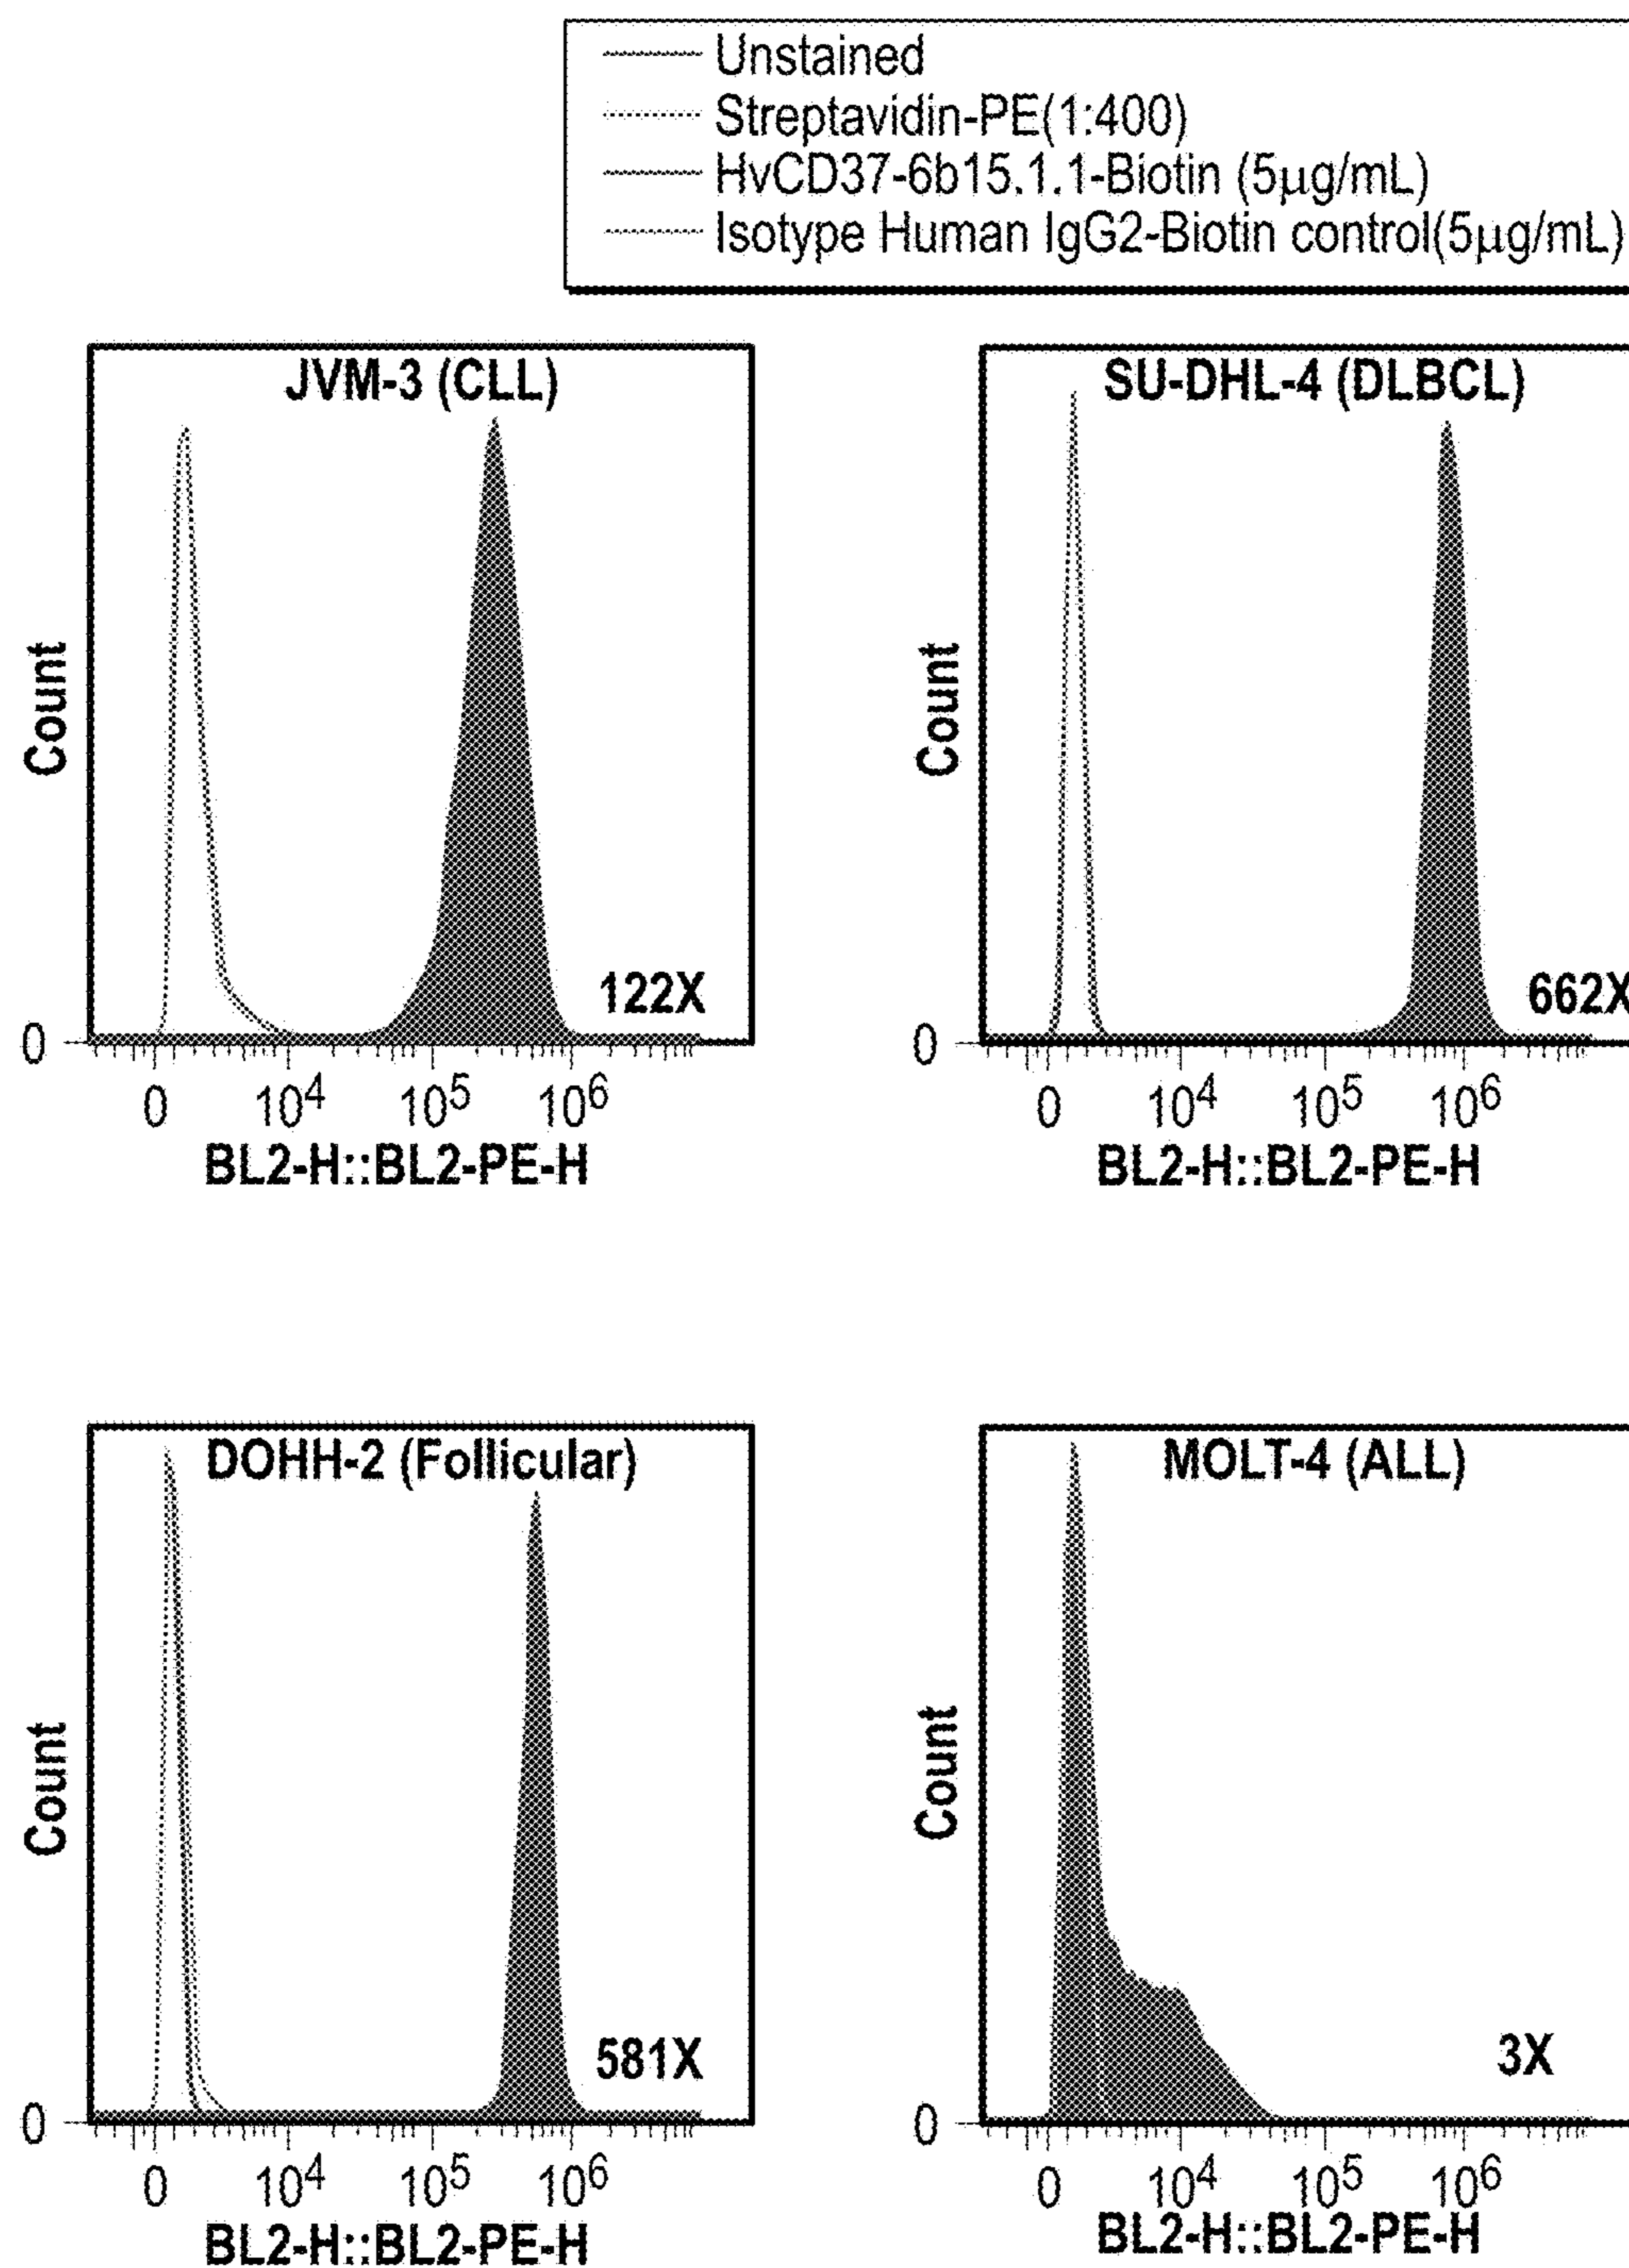 Unstained
Streptavidin-PE(1:400)
HvCD37-6b15.1.1-Biotin (5µg/mL)
Isotype Human IgG2-Biotin control(5µg/mL)
JVM-3 (CLL)
Count
122X
0
0 10⁴ 10⁵ 10⁶
BL2-H::BL2-PE-H
SU-DHL-4 (DLBCL)
Count
662X
0
0 10⁴ 10⁵ 10⁶
BL2-H::BL2-PE-H
DOHH-2 (Follicular)
Count
581X
0
0 10⁴ 10⁵ 10⁶
BL2-H::BL2-PE-H
MOLT-4 (ALL)
Count
3X
0
0 10⁴ 10⁵ 10⁶
BL2-H::BL2-PE-H